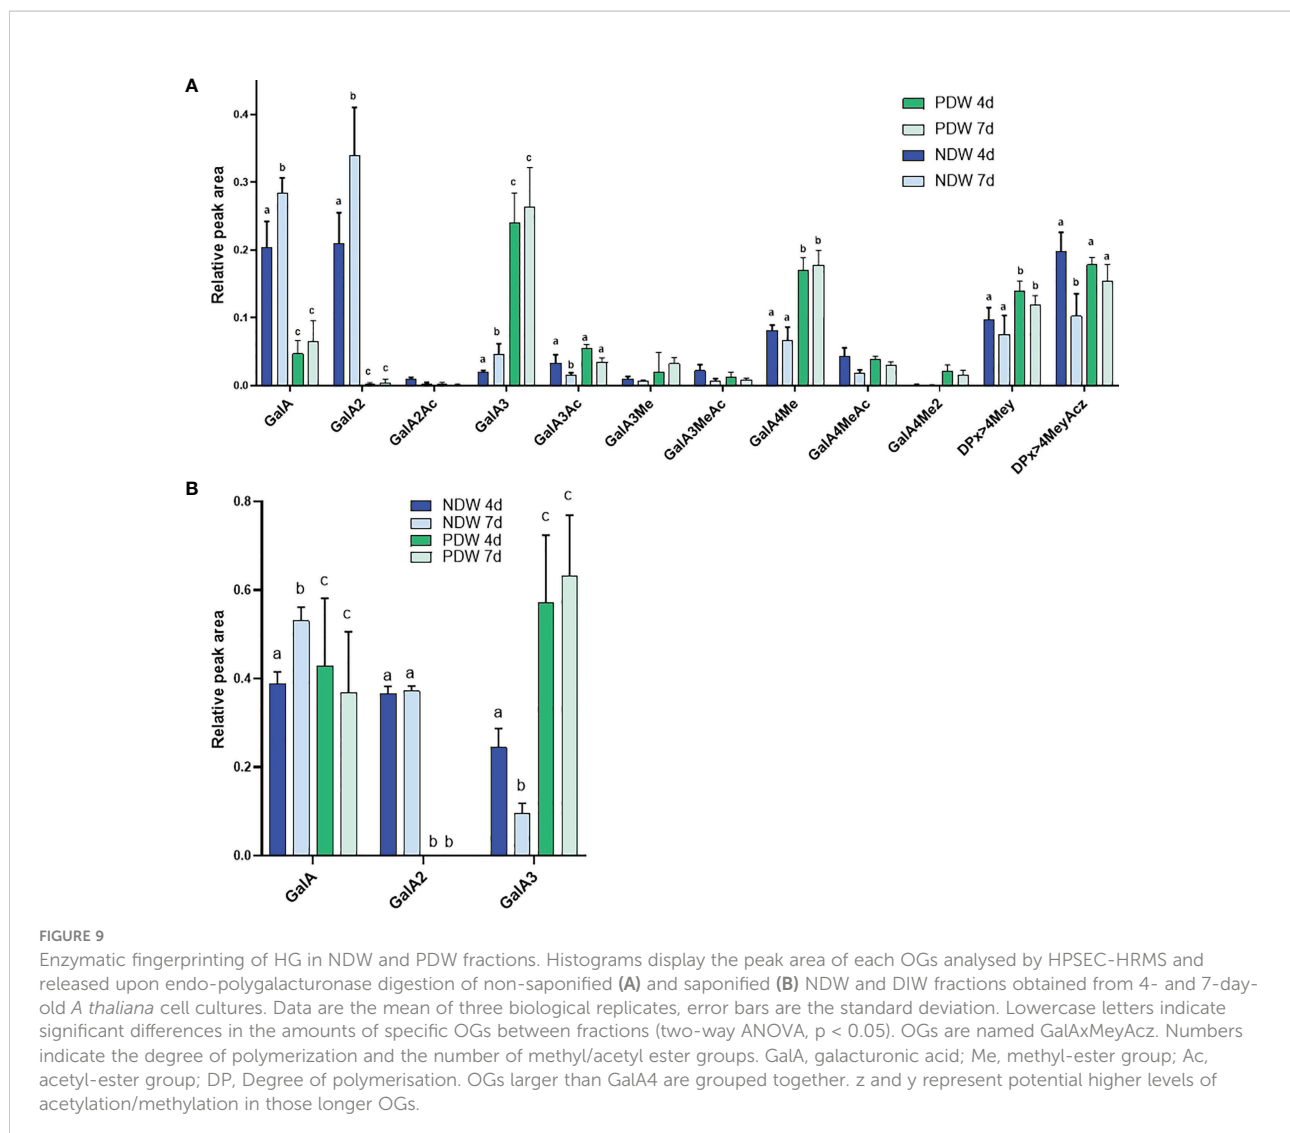 A
Relative peak area
0.4
0.3
0.2
0.1
0.0
a b c c
a b c c
a b c c
a b a a
a a b b
a a b b
a b a a
PDW 4d
PDW 7d
NDW 4d
NDW 7d
GalA
GalA2
GalA2Ac
GalA3
GalA3Ac
GalA3Me
GalA3MeAc
GalA4Me
GalA4MeAc
GalA4Me2
DPx>4Mey
DPx>4MeyAcz
B
Relative peak area
0.8
0.6
0.4
0.2
0.0
NDW 4d
NDW 7d
PDW 4d
PDW 7d
a b c c
a a b b
a b c c
GalA
GalA2
GalA3
FIGURE 9
Enzymatic fingerprinting of HG in NDW and PDW fractions. Histograms display the peak area of each OGs analysed by HPSEC-HRMS and
released upon endo-polygalacturonase digestion of non-saponified (A) and saponified (B) NDW and DIW fractions obtained from 4- and 7-day-
old A thaliana cell cultures. Data are the mean of three biological replicates, error bars are the standard deviation. Lowercase letters indicate
significant differences in the amounts of specific OGs between fractions (two-way ANOVA, p < 0.05). OGs are named GalAxMeyAcz. Numbers
indicate the degree of polymerization and the number of methyl/acetyl ester groups. GalA, galacturonic acid; Me, methyl-ester group; Ac,
acetyl-ester group; DP, Degree of polymerisation. OGs larger than GalA4 are grouped together. z and y represent potential higher levels of
acetylation/methylation in those longer OGs.